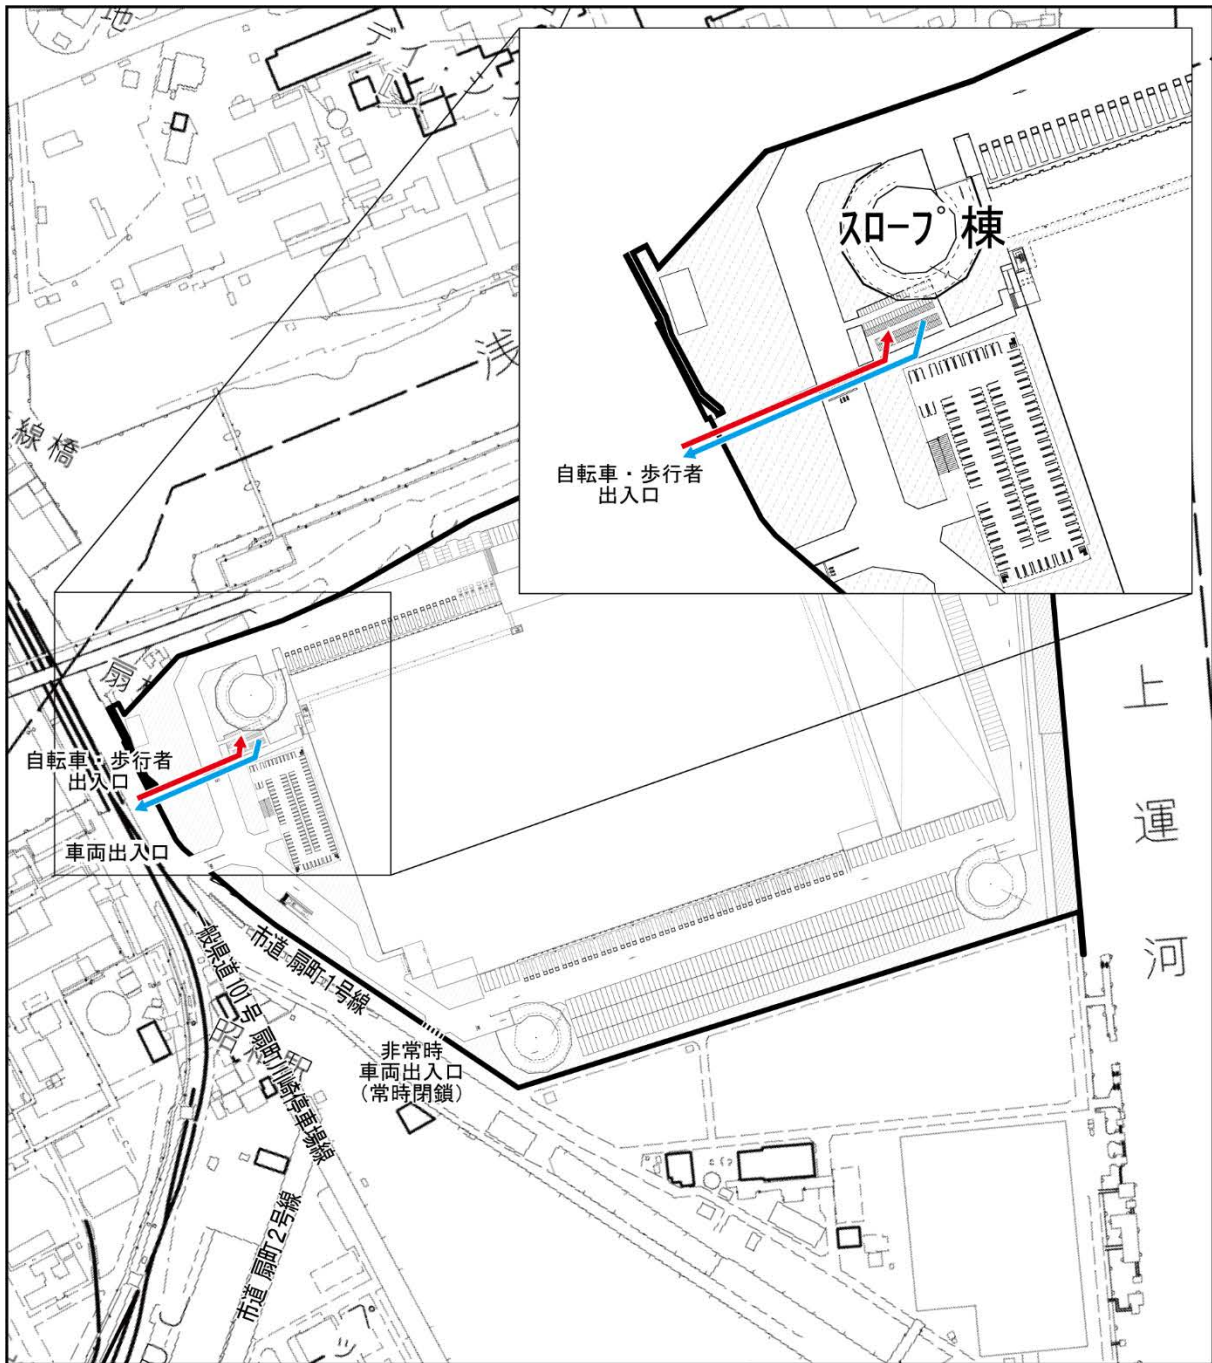 地
ディ
浅
線橋
スロープ棟
自転車・歩行者
出入口
扇
自転車・歩行者
出入口
車両出入口
上
運
河
市道 扇町1号線
一般県道101号 扇町川崎停車場線
非常時
車両出入口
(常時閉鎖)
昭
市道 扇町2号線